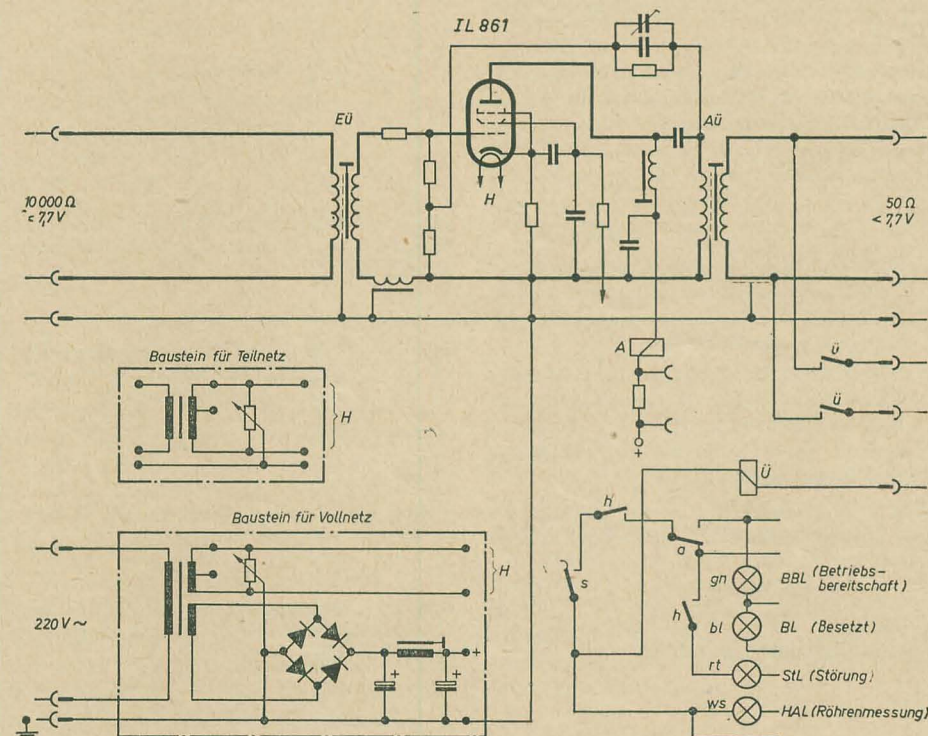 IL 861
Eü
Aü
H
10 000 Ω
< 7,7 V
50 Ω
< 7,7 V
A
+
ü
ü
Baustein für Teilnetz
H
Baustein für Vollnetz
H
220 V ~
+
+
+
Ü
h
a
s
h
gn
BBL (Betriebs-
bereitschaft)
bl
BL (Besetzt)
rt
StL (Störung)
ws
HAL (Röhrenmessung)